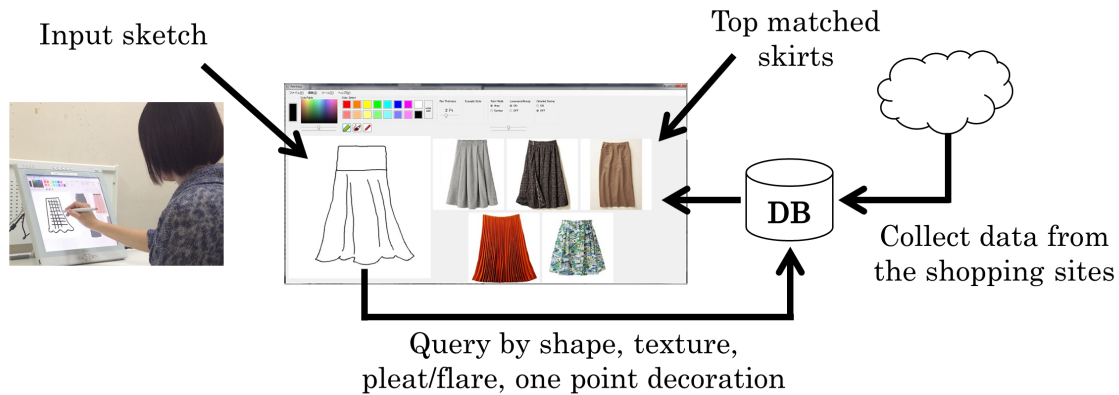 Input sketch
Top matched
skirts
DB
Collect data from
the shopping sites
Query by shape, texture,
pleat/flare, one point decoration